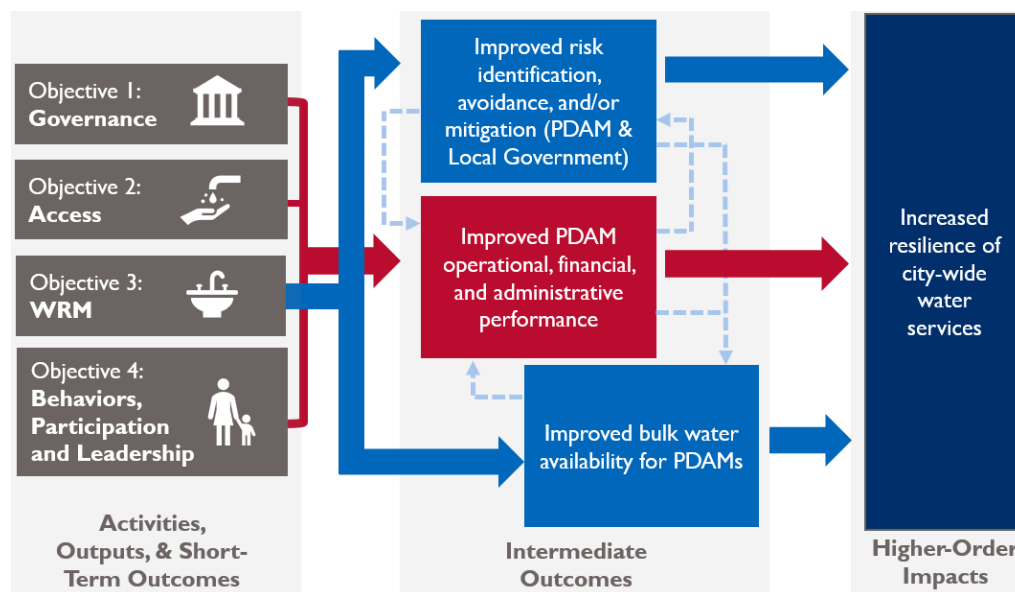 Objective 1:
Governance
Objective 2:
Access
Objective 3:
WRM
Objective 4:
Behaviors,
Participation
and Leadership
Activities,
Outputs, & Short-
Term Outcomes
Improved risk
identification,
avoidance, and/or
mitigation (PDAM &
Local Government)
Improved PDAM
operational, financial,
and administrative
performance
Improved bulk water
availability for PDAMs
Intermediate
Outcomes
Increased
resilience of
city-wide
water
services
Higher-Order
Impacts